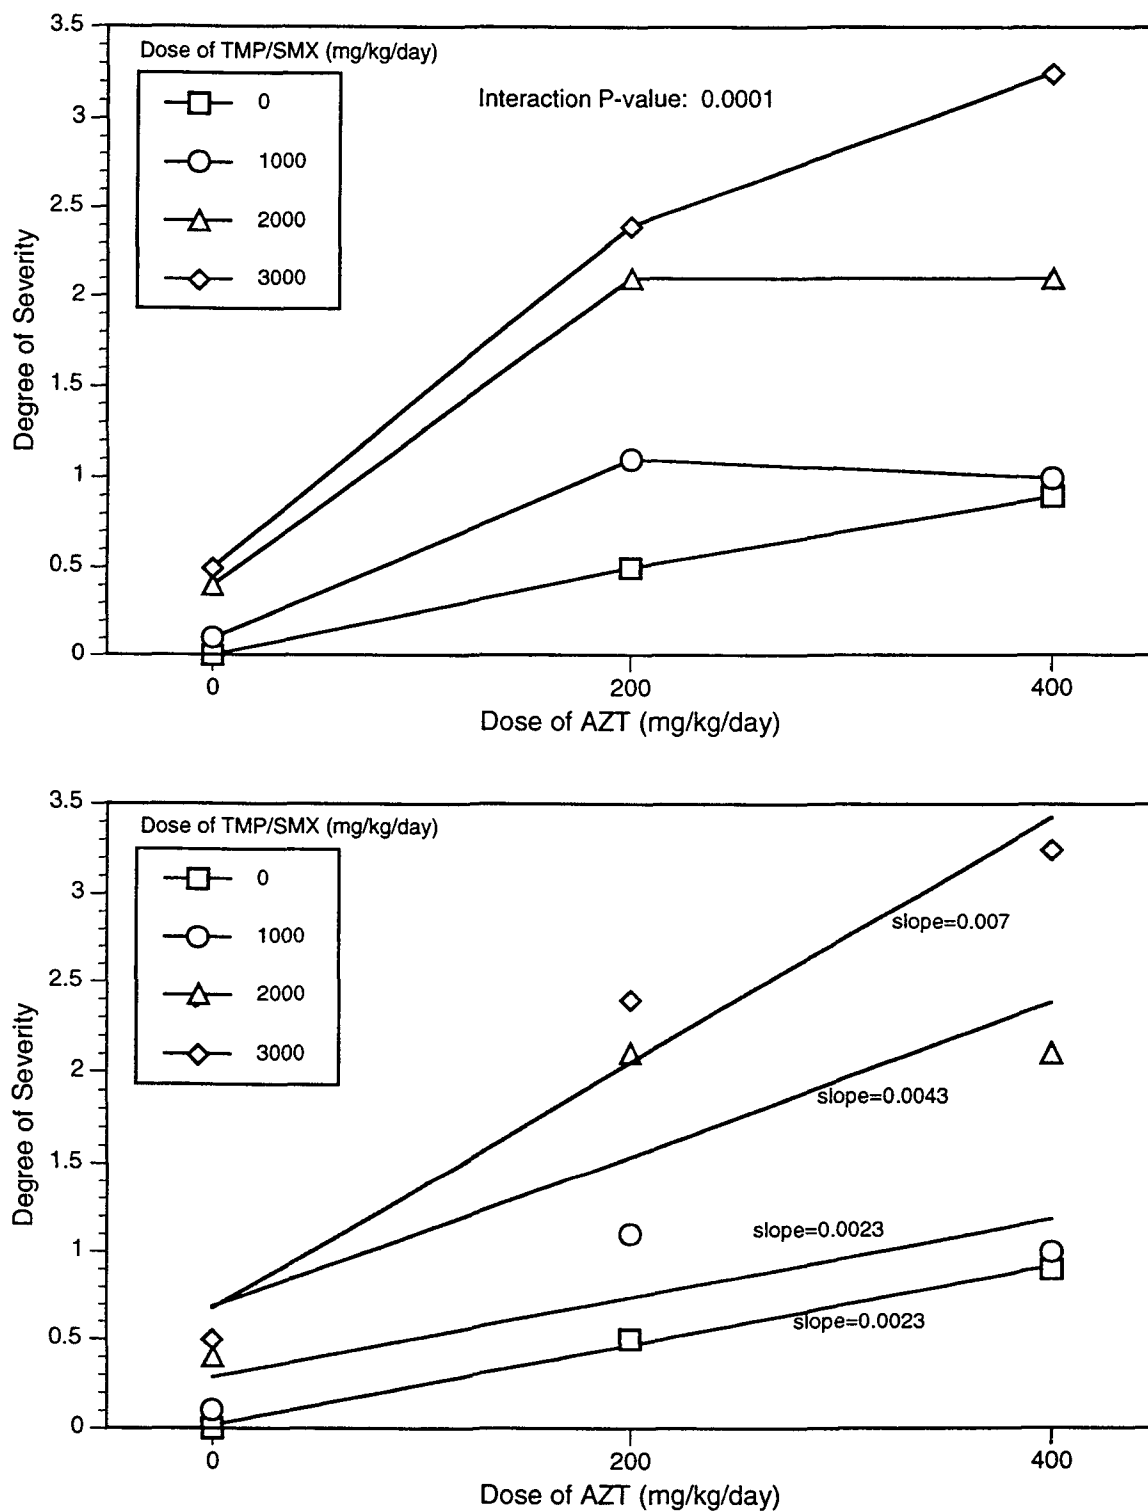 3.5
Dose of TMP/SMX (mg/kg/day)
0
1000
2000
3000
Interaction P-value: 0.0001
3
2.5
2
1.5
1
0.5
0
Degree of Severity
0
200
400
Dose of AZT (mg/kg/day)
3.5
Dose of TMP/SMX (mg/kg/day)
0
1000
2000
3000
3
2.5
2
1.5
1
0.5
0
Degree of Severity
slope=0.007
slope=0.0043
slope=0.0023
slope=0.0023
0
200
400
Dose of AZT (mg/kg/day)